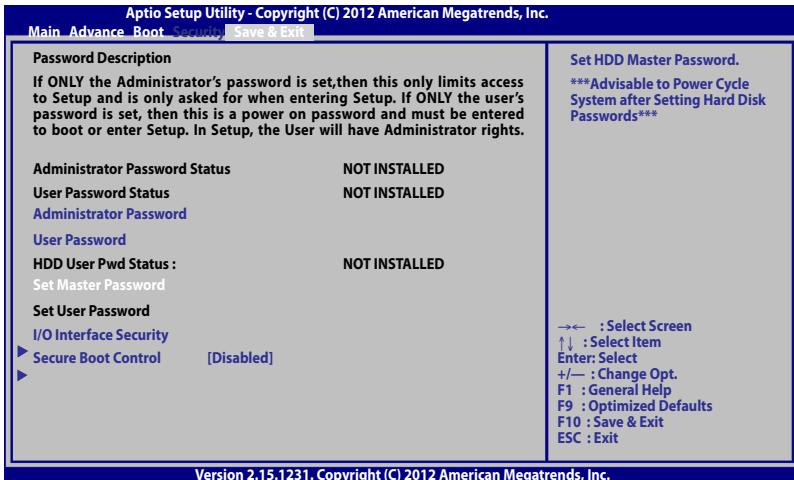 Aptio Setup Utility - Copyright (C) 2012 American Megatrends, Inc.
Main Advance Boot Security Save & Exit
Password Description
If ONLY the Administrator's password is set,then this only limits access
to Setup and is only asked for when entering Setup. If ONLY the user's
password is set, then this is a power on password and must be entered
to boot or enter Setup. In Setup, the User will have Administrator rights.
Administrator Password Status NOT INSTALLED
User Password Status NOT INSTALLED
Administrator Password
User Password
HDD User Pwd Status : NOT INSTALLED
Set Master Password
Set User Password
I/O Interface Security
Secure Boot Control [Disabled]
Set HDD Master Password.
***Advisable to Power Cycle
System after Setting Hard Disk
Passwords***
→← : Select Screen
↑↓ : Select Item
Enter: Select
+/— : Change Opt.
F1 : General Help
F9 : Optimized Defaults
F10 : Save & Exit
ESC : Exit
Version 2.15.1231. Copyright (C) 2012 American Megatrends, Inc.